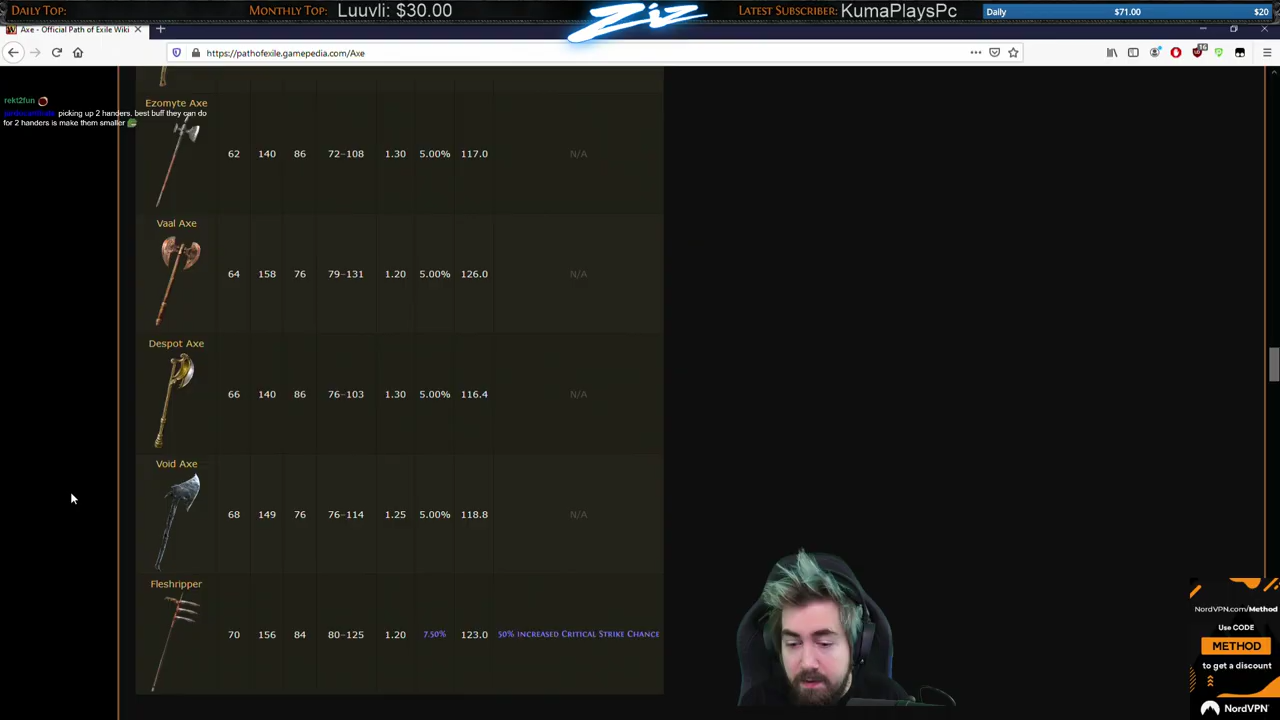 DAILY TOP:
MONTHLY TOP: Luuvli: $30.00
Ziz
LATEST SUBSCRIBER: KumaPlaysPc
Daily $71.00 $20
Axe - Official Path of Exile Wiki
https://pathofexile.gamepedia.com/Axe
rekt2fun
picking up 2 handers. best buff they can do
for 2 handers is make them smaller
Ezomyte Axe
62 140 86 72–108 1.30 5.00% 117.0 N/A
Vaal Axe
64 158 76 79–131 1.20 5.00% 126.0 N/A
Despot Axe
66 140 86 76–103 1.30 5.00% 116.4 N/A
Void Axe
68 149 76 76–114 1.25 5.00% 118.8 N/A
Fleshripper
70 156 84 80–125 1.20 7.50% 123.0 50% increased Critical Strike Chance
NordVPN.com/Method
Use CODE
METHOD
to get a discount
NordVPN